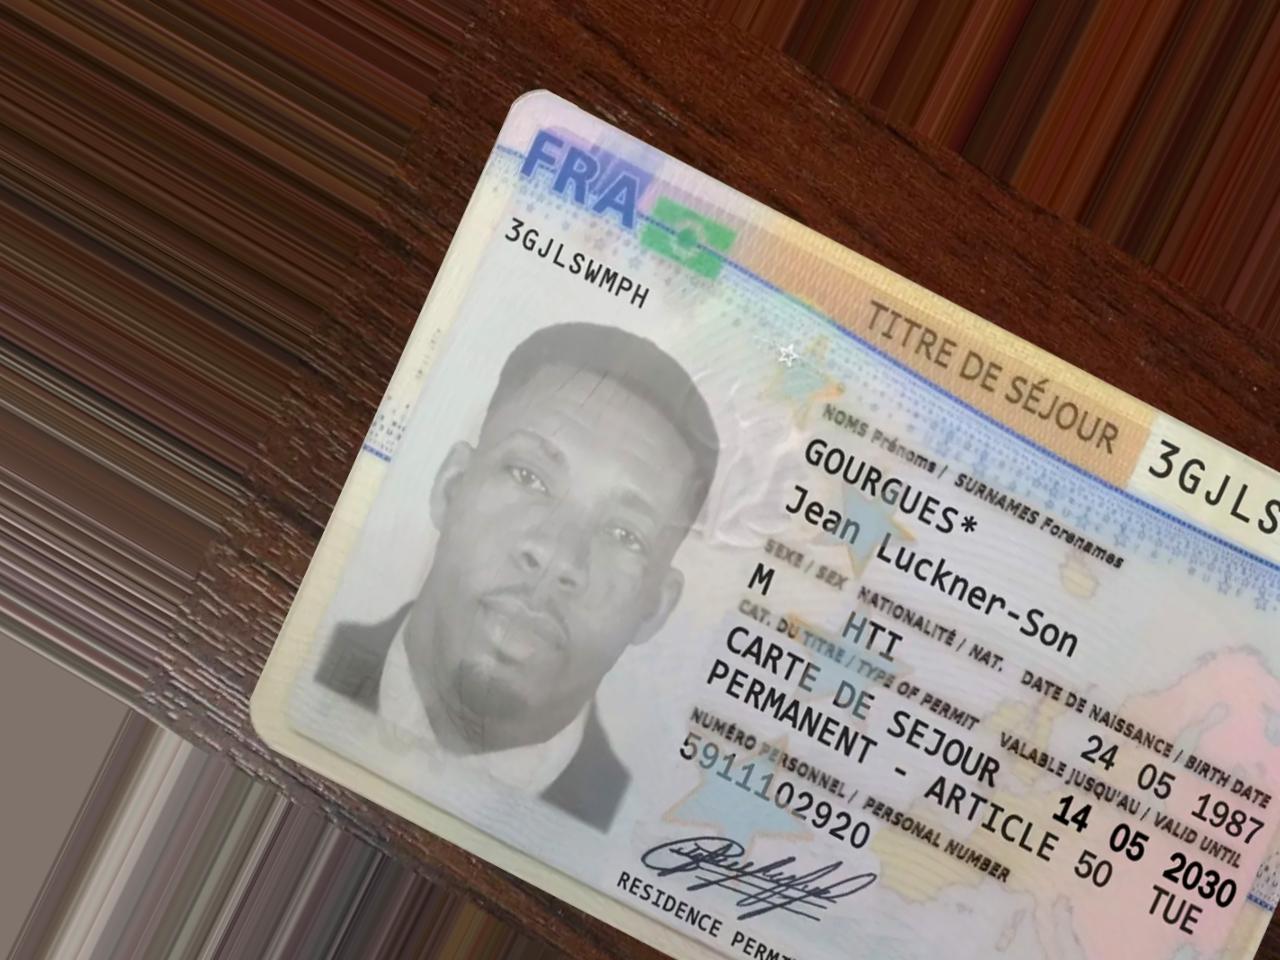 FRA
3GJLSWMPH
TITRE DE SÉJOUR
3GJLS
NOMS Prénoms / SURNAMES Forenames
GOURGUES*
Jean Luckner-Son
SEXE / SEX NATIONALITÉ / NAT. DATE DE NAISSANCE / BIRTH DATE
M HTI 24 05 1987
CAT. DU TITRE / TYPE OF PERMIT VALABLE JUSQU'AU / VALID UNTIL
CARTE DE SEJOUR 14 05 2030
PERMANENT - ARTICLE 50 TUE
NUMÉRO PERSONNEL / PERSONAL NUMBER
5911102920
RESIDENCE PERMI